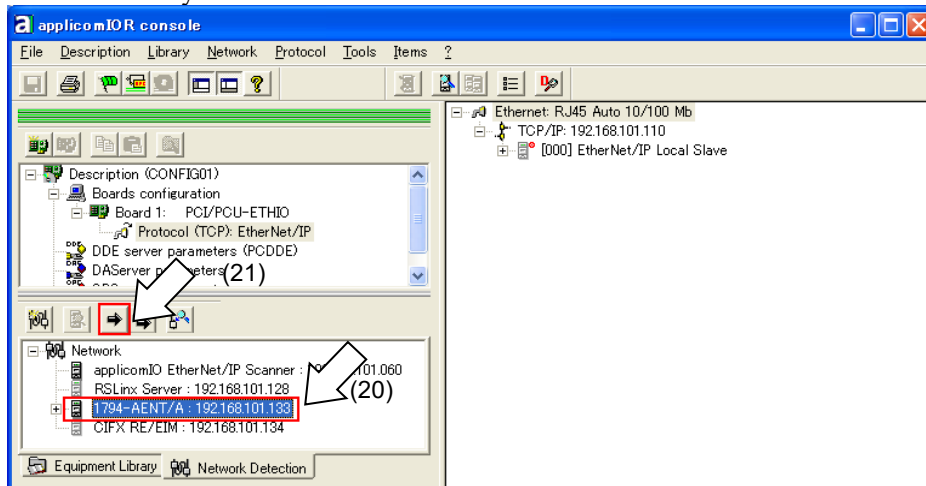 applicomIOR console
File Description Library Network Protocol Tools Items ?
Description (CONFIG01)
Boards configuration
Board 1: PCI/PCU-ETHIO
Protocol (TCP): EtherNet/IP
DDE server parameters (PCDDE)
DAServer eters
(21)
Network
applicomIO EtherNet/IP Scanner : 101.060
RSLinx Server : 192.168.101.128
1794-AENT/A : 192.168.101.133
(20)
CIFX RE/EIM : 192.168.101.134
Equipment Library Network Detection
Ethernet: RJ45 Auto 10/100 Mb
TCP/IP: 192.168.101.110
[000] EtherNet/IP Local Slave